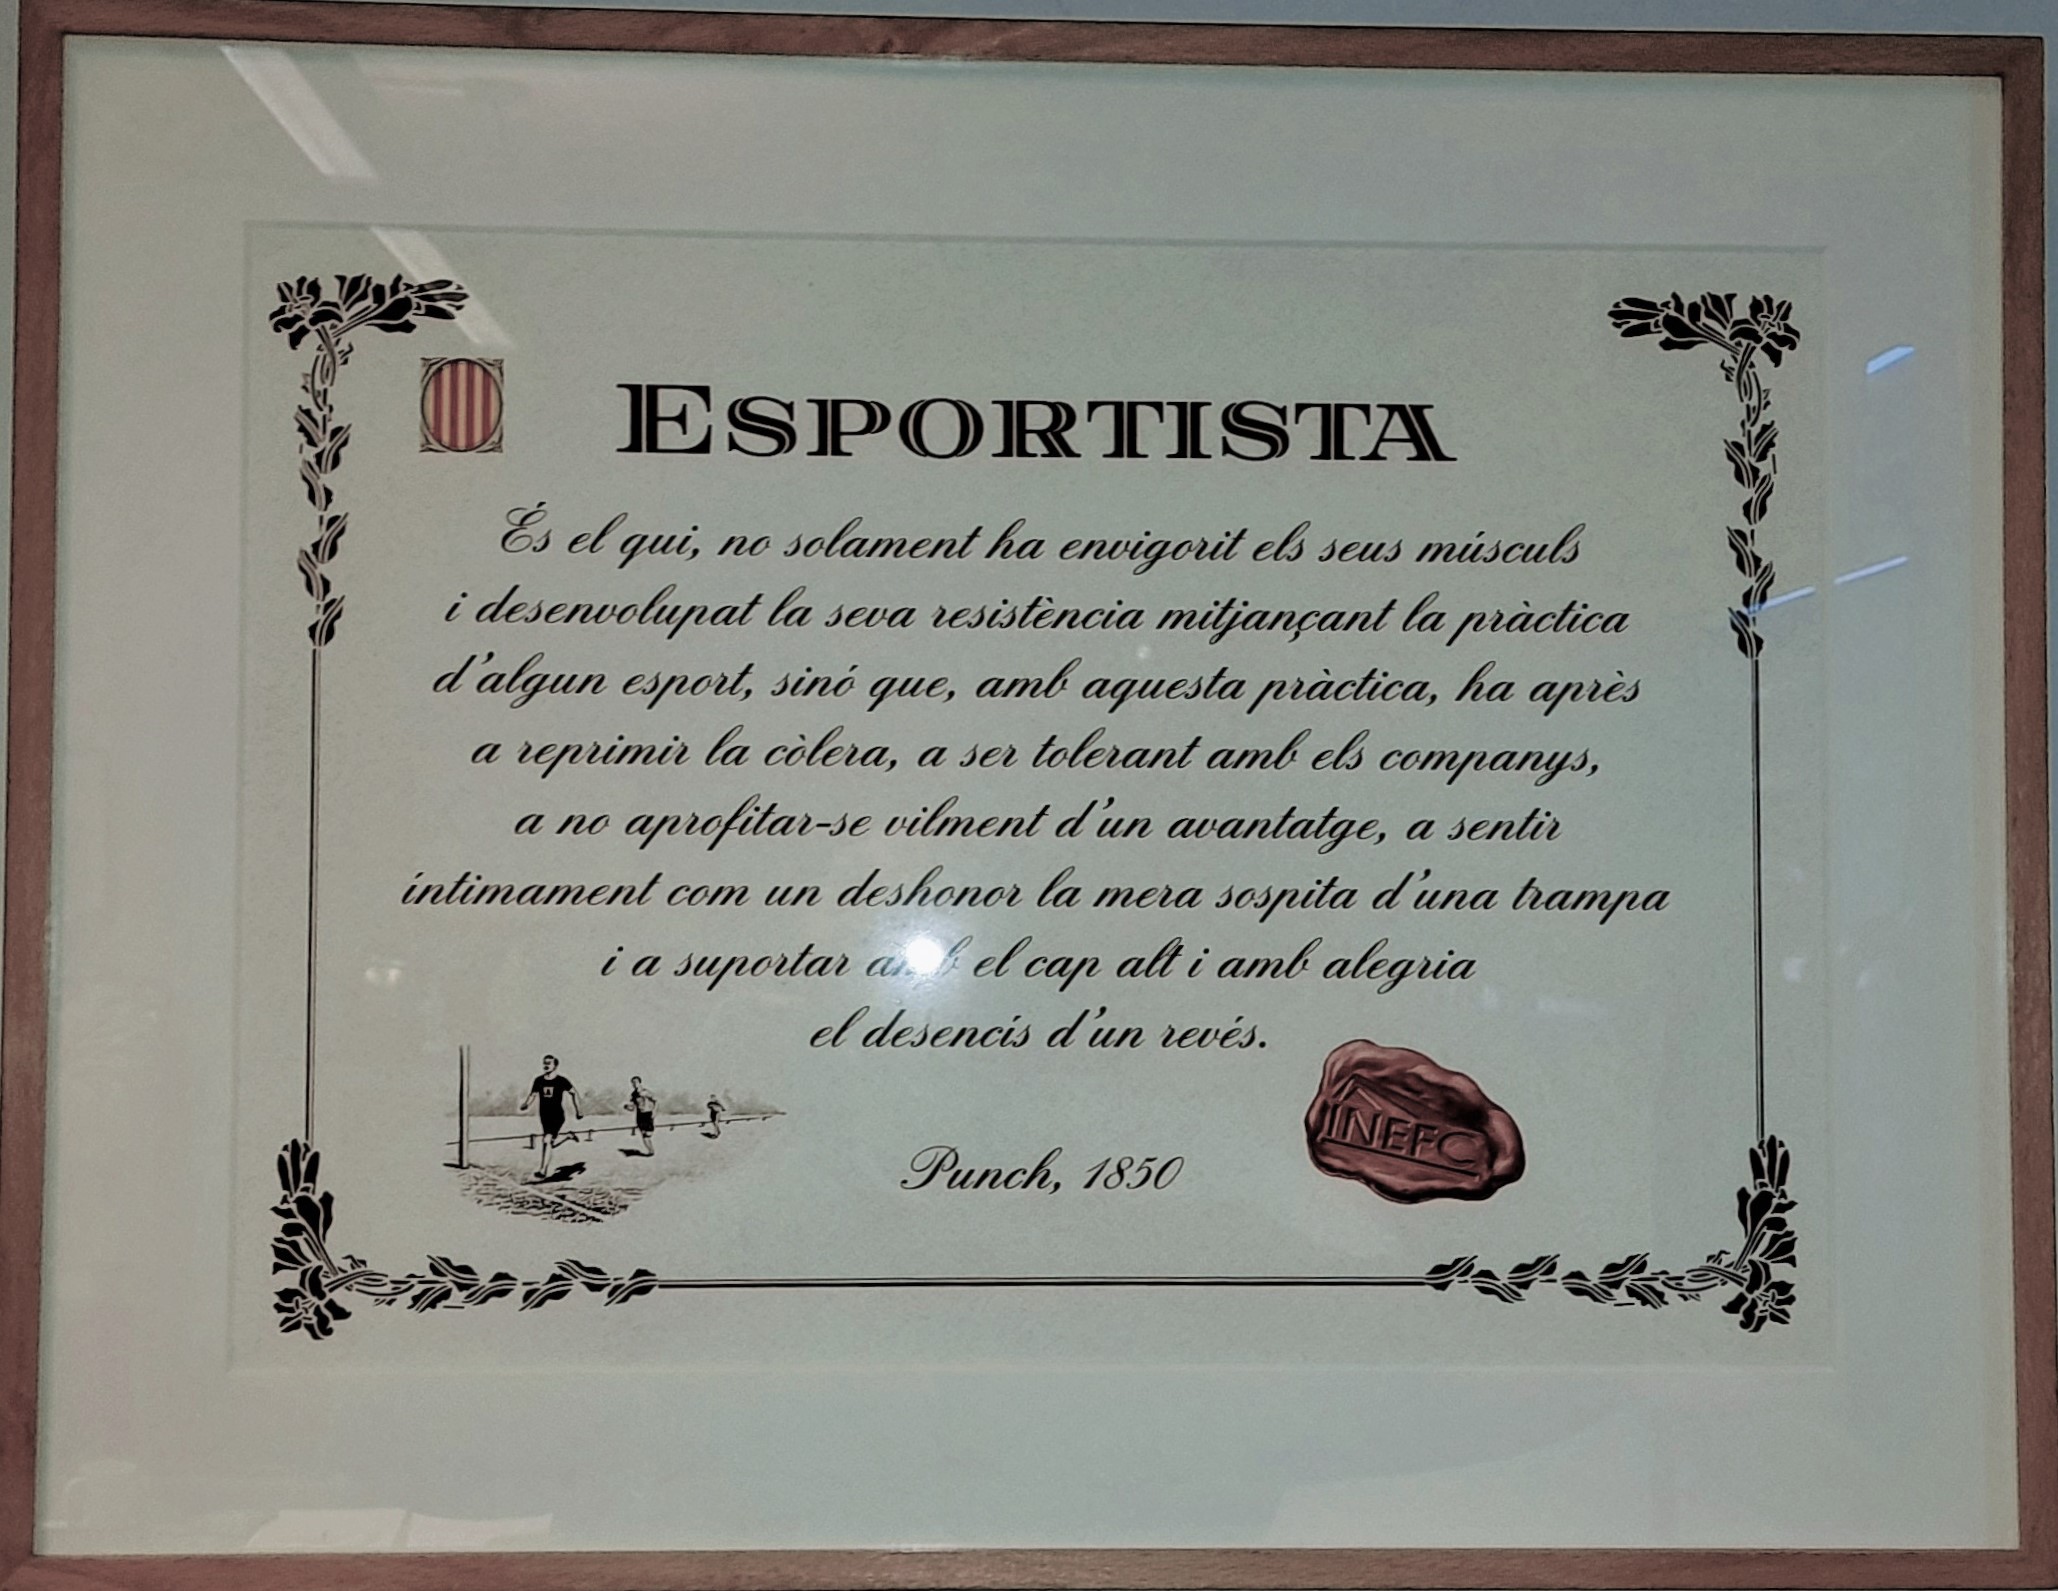 ESPORTISTA
És el qui, no solament ha envigorit els seus músculs
i desenvolupat la seva resistència mitjançant la pràctica
d'algun esport, sinó que, amb aquesta pràctica, ha après
a reprimir la còlera, a ser tolerant amb els companys,
a no aprofitar-se vilment d'un avantatge, a sentir
íntimament com un deshonor la mera sospita d'una trampa
i a suportar amb el cap alt i amb alegria
el desencís d'un revés.
INEFC
Punch, 1850